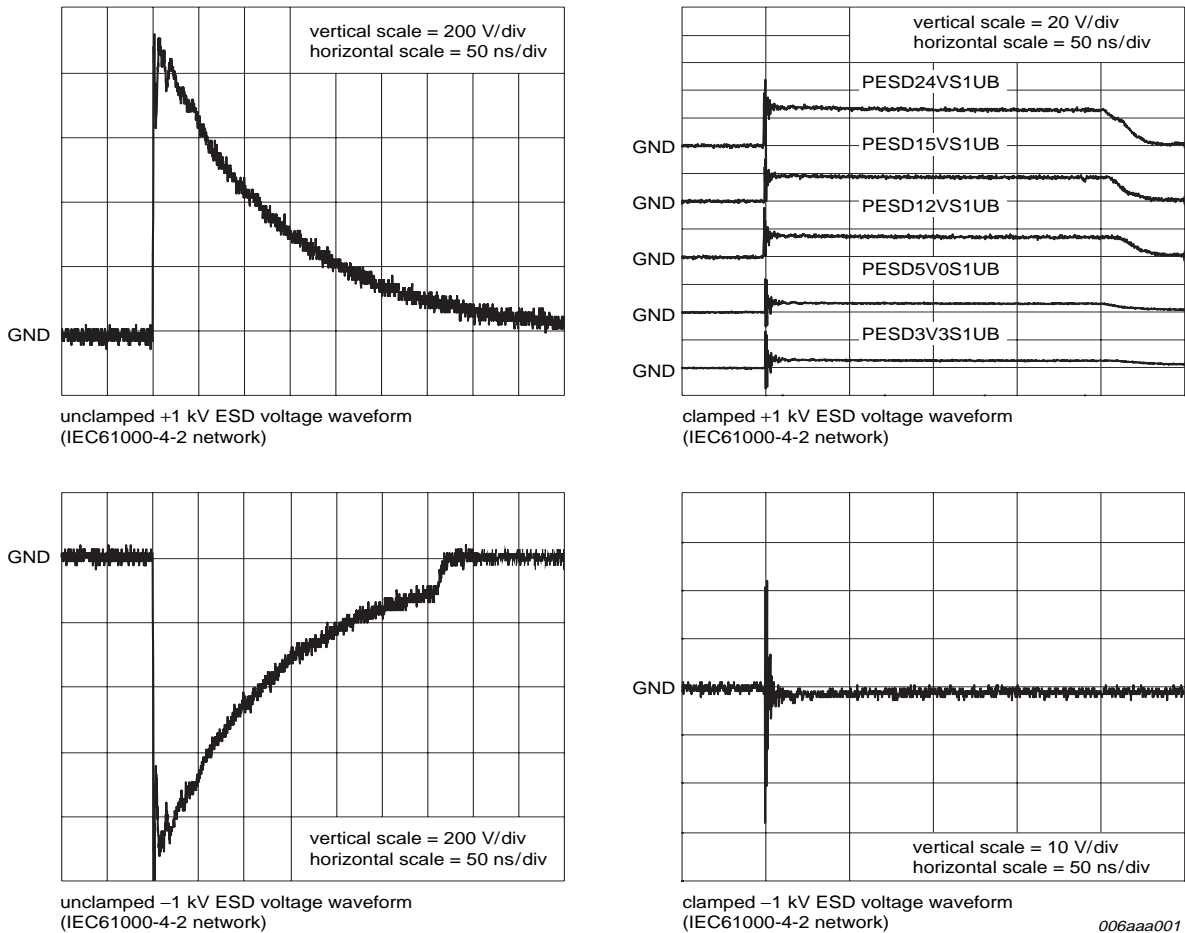 vertical scale = 200 V/div
horizontal scale = 50 ns/div
GND
unclamped +1 kV ESD voltage waveform
(IEC61000-4-2 network)
vertical scale = 20 V/div
horizontal scale = 50 ns/div
PESD24VS1UB
GND
PESD15VS1UB
GND
PESD12VS1UB
GND
PESD5V0S1UB
GND
PESD3V3S1UB
GND
clamped +1 kV ESD voltage waveform
(IEC61000-4-2 network)
GND
vertical scale = 200 V/div
horizontal scale = 50 ns/div
unclamped −1 kV ESD voltage waveform
(IEC61000-4-2 network)
GND
vertical scale = 10 V/div
horizontal scale = 50 ns/div
clamped −1 kV ESD voltage waveform
(IEC61000-4-2 network)
006aaa001